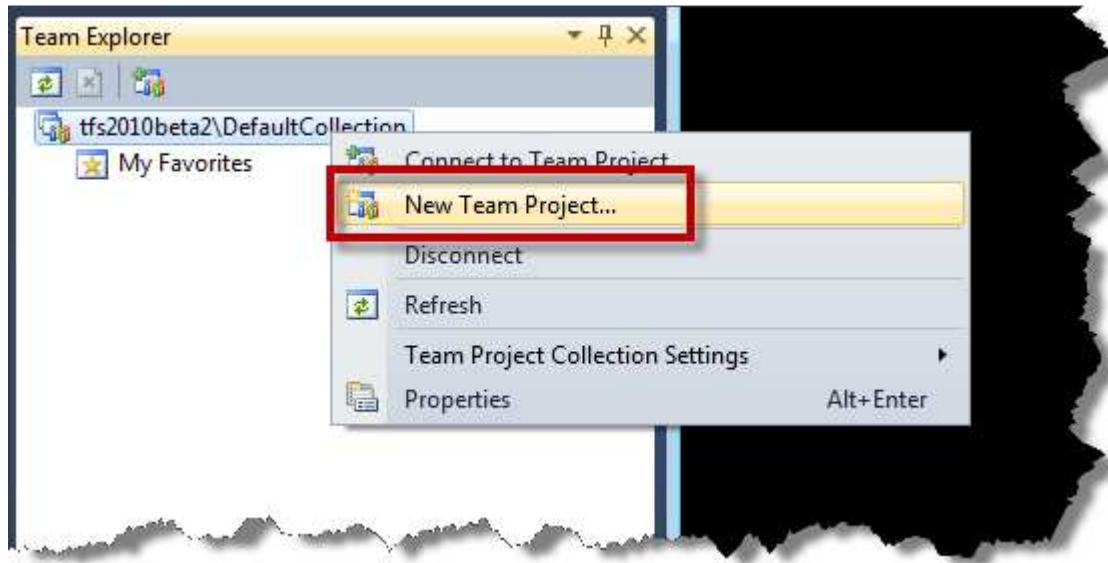 Team Explorer
tfs2010beta2\DefaultCollection
My Favorites
Connect to Team Project
New Team Project...
Disconnect
Refresh
Team Project Collection Settings
Properties Alt+Enter